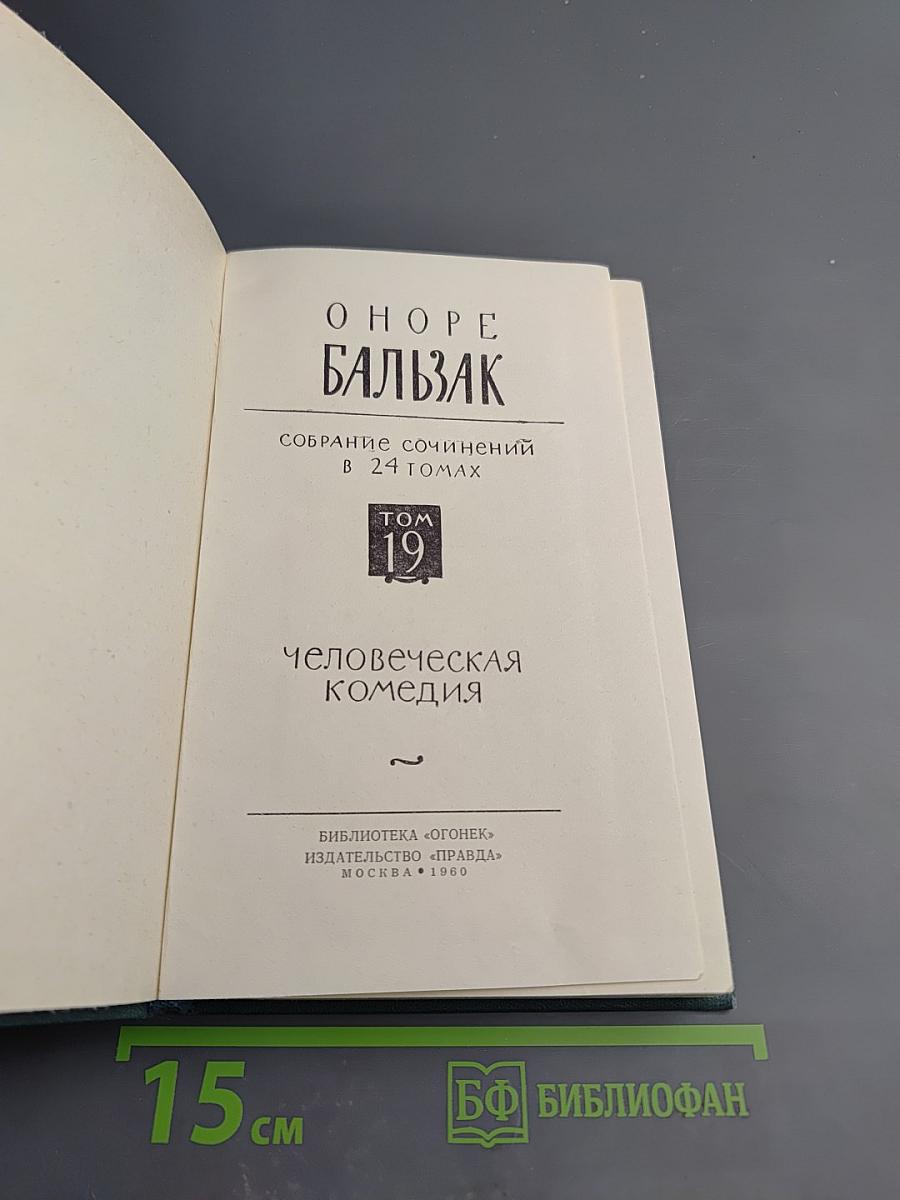 ОНОРЕ
БАЛЬЗАК
СОБРАНИЕ СОЧИНЕНИЙ
В 24 ТОМАХ
ТОМ
19
ЧЕЛОВЕЧЕСКАЯ
КОМЕДИЯ
БИБЛИОТЕКА «ОГОНЕК»
ИЗДАТЕЛЬСТВО «ПРАВДА»
МОСКВА • 1960
15 см
БФ БИБЛИОФАН